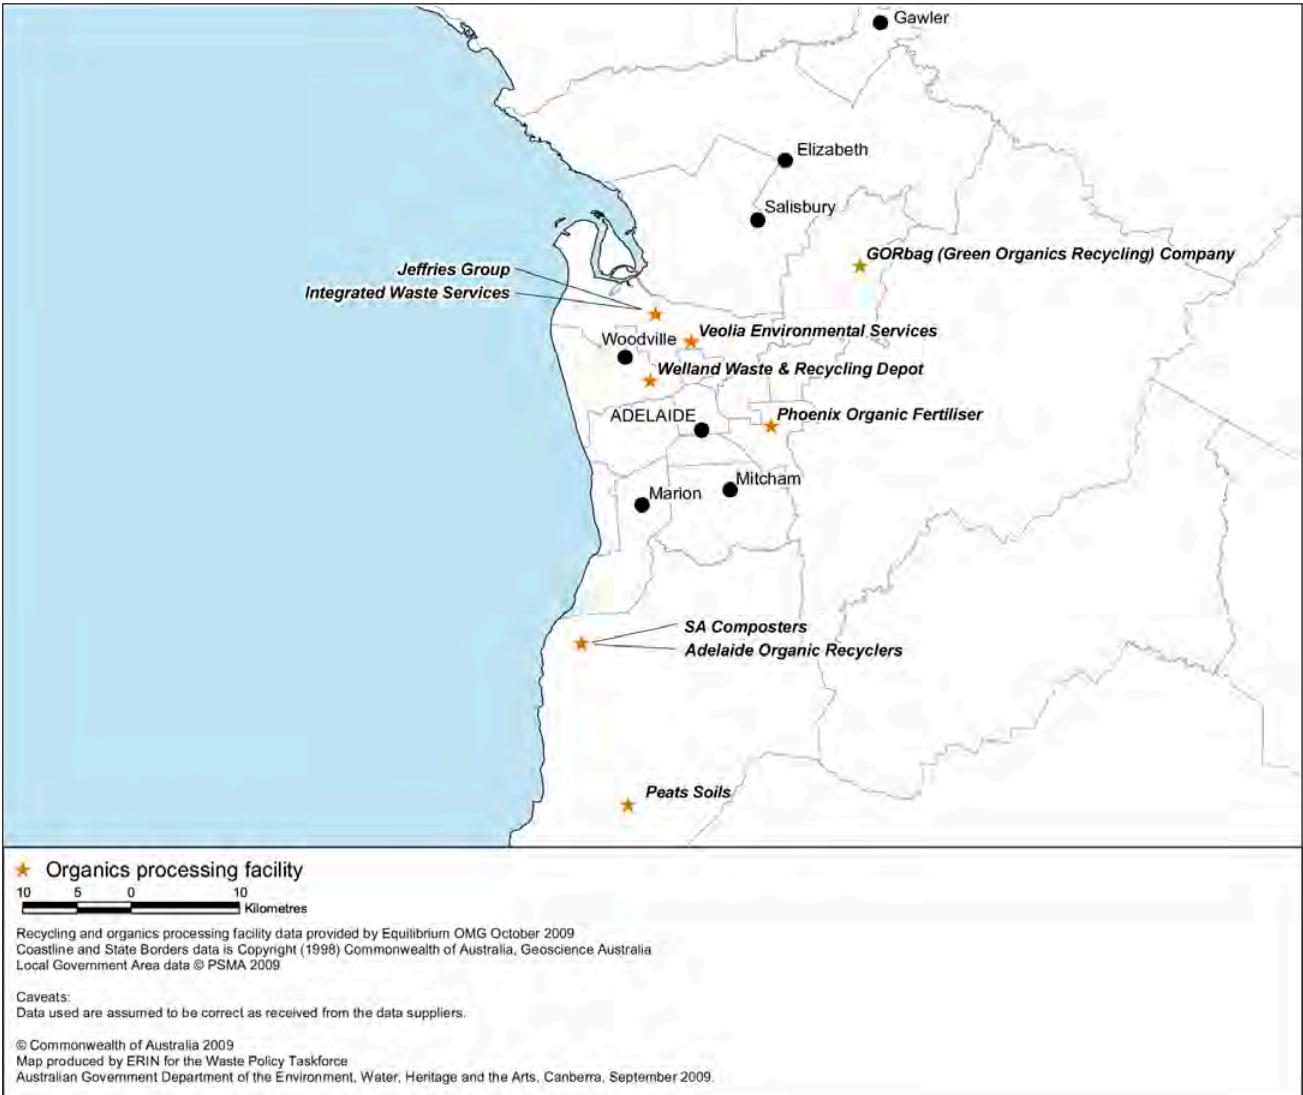 Gawler
Elizabeth
Salisbury
GORbag (Green Organics Recycling) Company
Jeffries Group
Integrated Waste Services
Veolia Environmental Services
Woodville
Welland Waste & Recycling Depot
ADELAIDE
Phoenix Organic Fertiliser
Mitcham
Marion
SA Composters
Adelaide Organic Recyclers
Peats Soils
Organics processing facility
10 5 0 10
Kilometres
Recycling and organics processing facility data provided by Equilibrium OMG October 2009
Coastline and State Borders data is Copyright (1998) Commonwealth of Australia, Geoscience Australia
Local Government Area data © PSMA 2009
Caveats:
Data used are assumed to be correct as received from the data suppliers.
© Commonwealth of Australia 2009
Map produced by ERIN for the Waste Policy Taskforce
Australian Government Department of the Environment, Water, Heritage and the Arts, Canberra, September 2009.